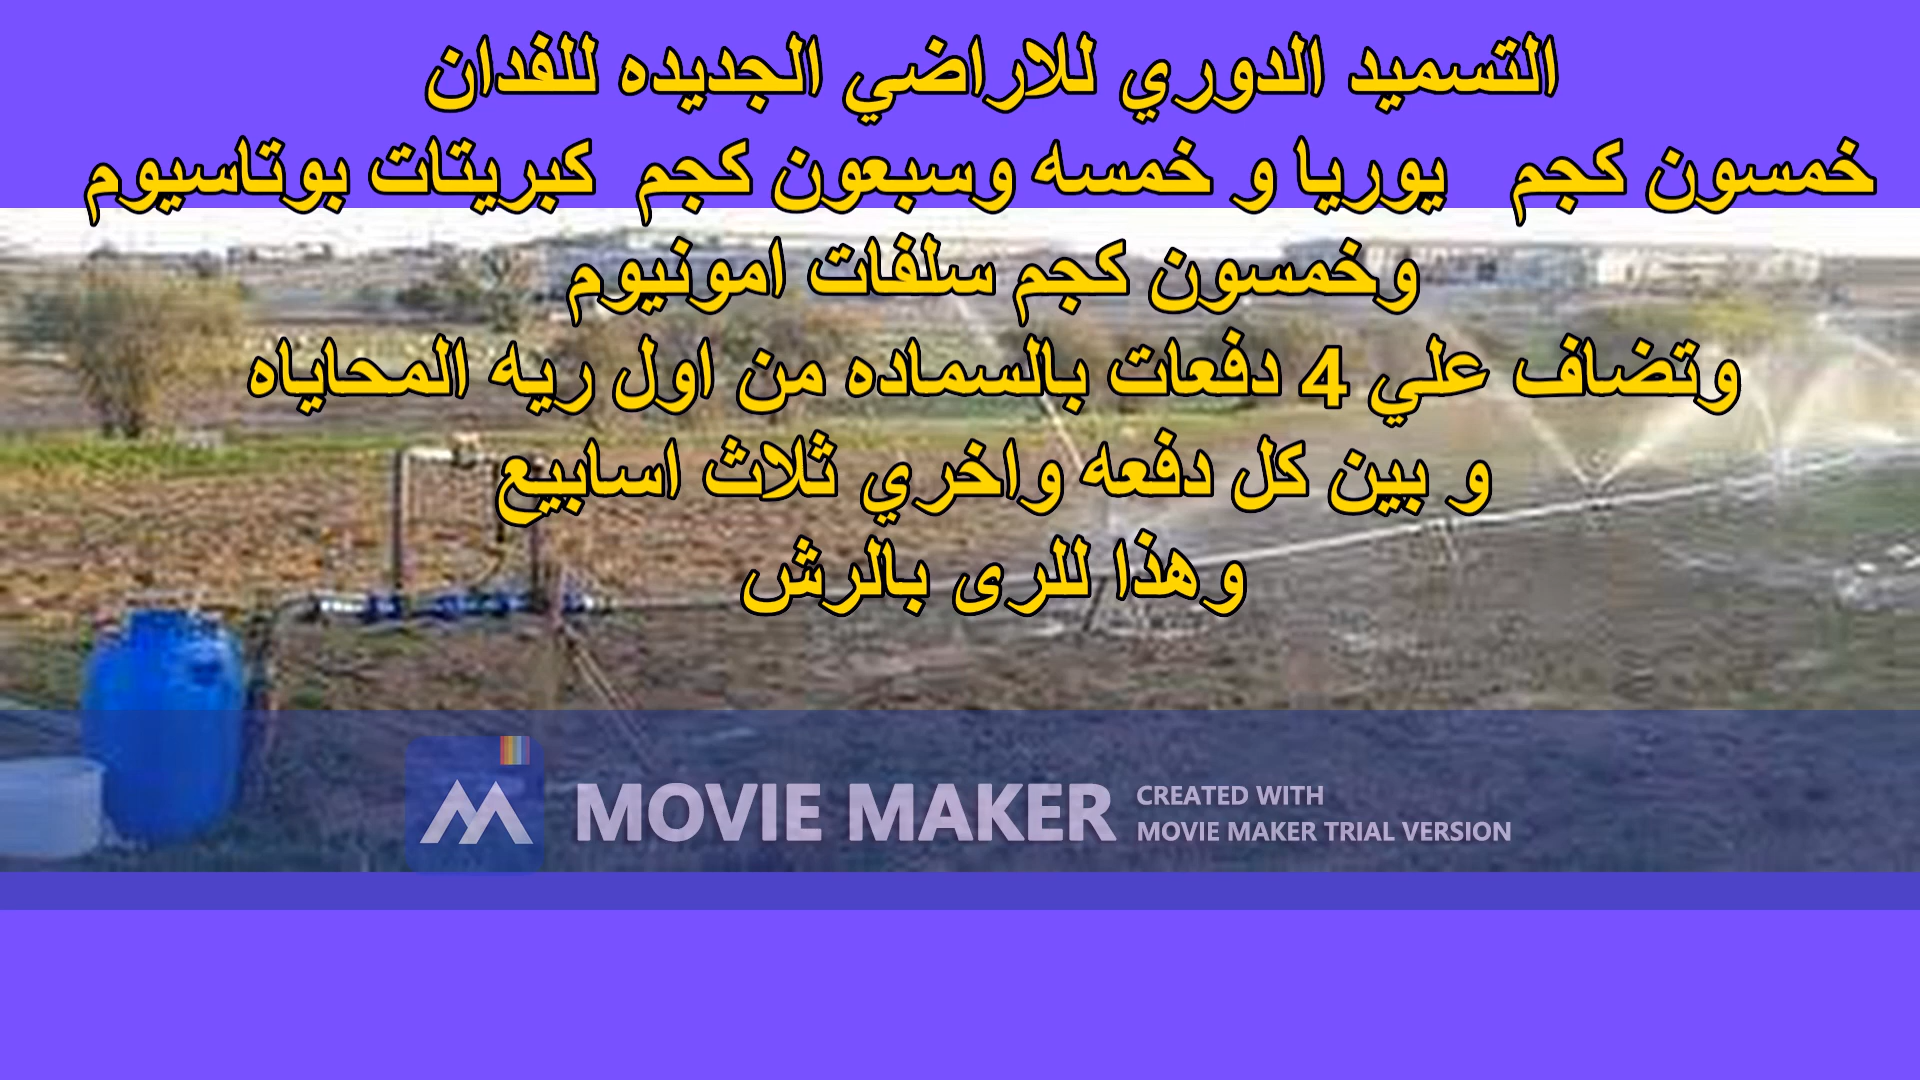 التسميد الدوري للاراضي الجديده للفدان
خمسون كجم يوريا و خمسه وسبعون كجم كبريتات بوتاسيوم
وخمسون كجم سلفات امونيوم
وتضاف علي 4 دفعات بالسماده من اول ريه المحاياه
و بين كل دفعه واخري ثلاث اسابيع
وهذا للرى بالرش
MOVIE MAKER
CREATED WITH
MOVIE MAKER TRIAL VERSION